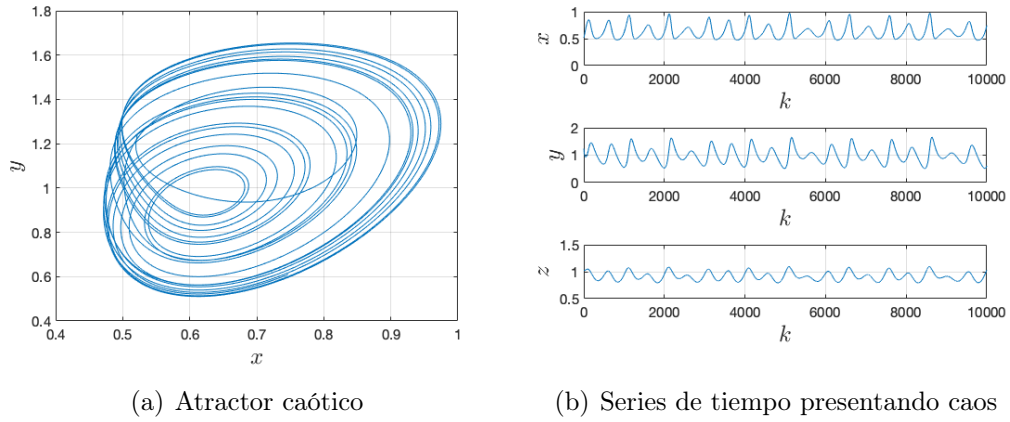 1.8
1.6
1.4
1.2
1
0.8
0.6
0.4
y
0.4 0.5 0.6 0.7 0.8 0.9 1
x
(a) Atractor caótico
1
0.5
0
x
0 2000 4000 6000 8000 10000
k
2
1
0
y
0 2000 4000 6000 8000 10000
k
1.5
1
0.5
z
0 2000 4000 6000 8000 10000
k
(b) Series de tiempo presentando caos